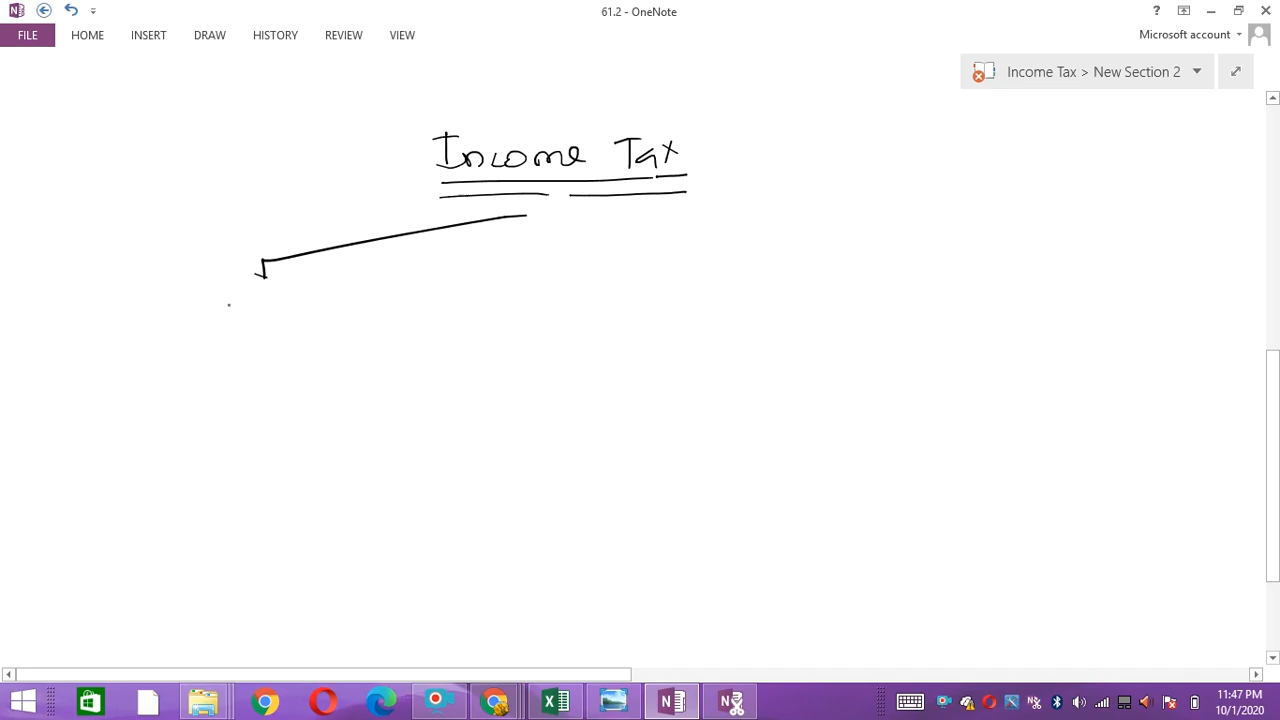 61.2 - OneNote
?
FILE HOME INSERT DRAW HISTORY REVIEW VIEW
Microsoft account
Income Tax > New Section 2
Income Tax
11:47 PM
10/1/2020